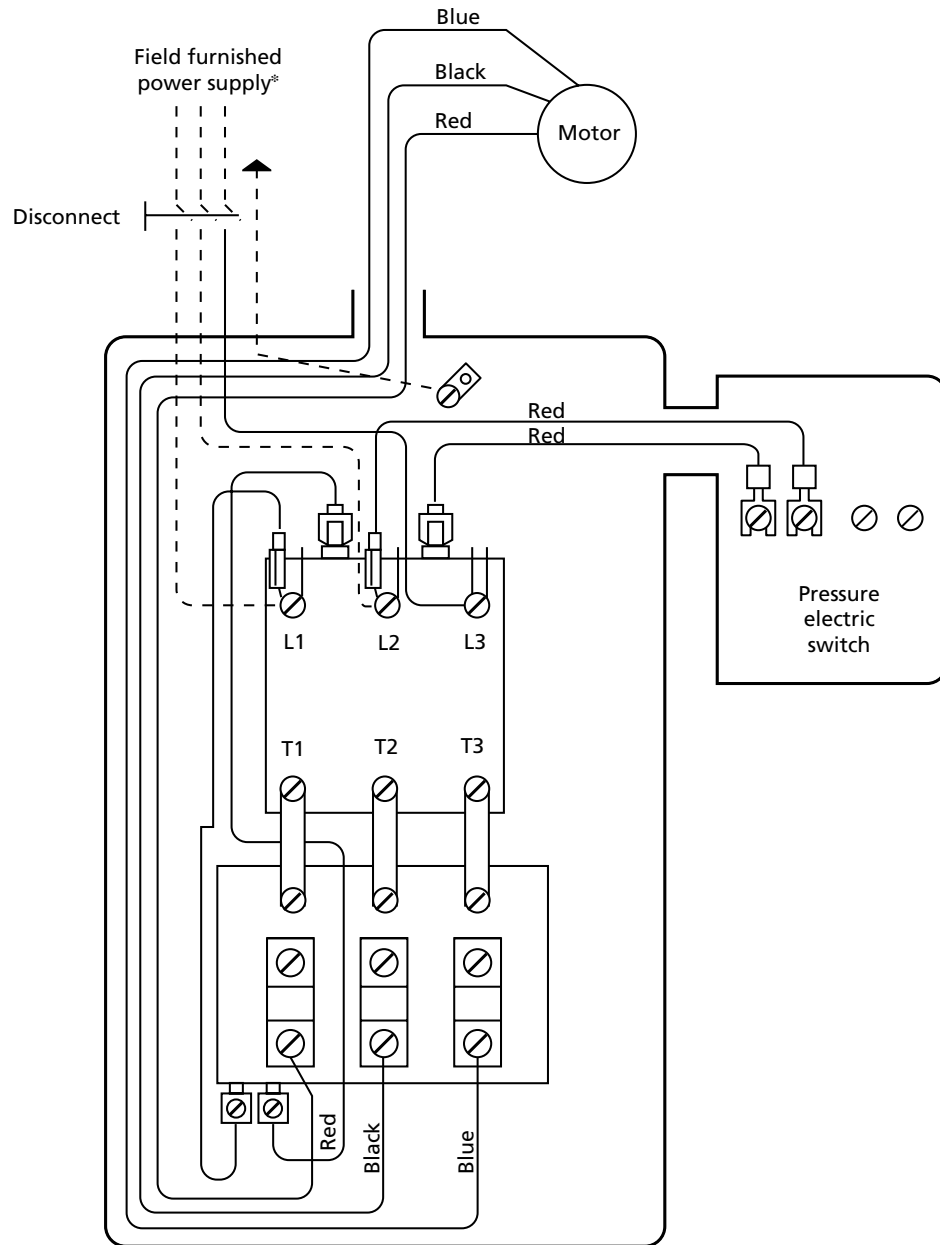 Blue
Field furnished
power supply*
Black
Red
Motor
Disconnect
Red
Red
Pressure
electric
switch
L1
L2
L3
T1
T2
T3
Red
Black
Blue